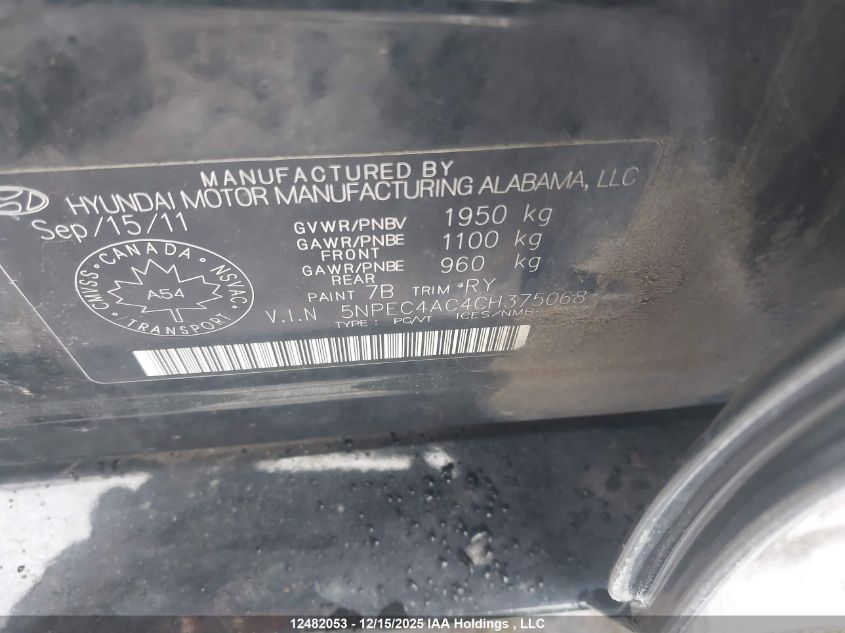 MANUFACTURED BY
HYUNDAI MOTOR MANUFACTURING ALABAMA, LLC
Sep/15/11
GVWR/PNBV 1950 kg
GAWR/PNBE FRONT 1100 kg
GAWR/PNBE REAR 960 kg
PAINT 7B TRIM RY
V.I.N 5NPEC4AC4CH375068
TYPE: PC/VT ICES/NMB
CANADA
CMVSS NSVAC
A54
TRANSPORT
12482053 - 12/15/2025 IAA Holdings , LLC